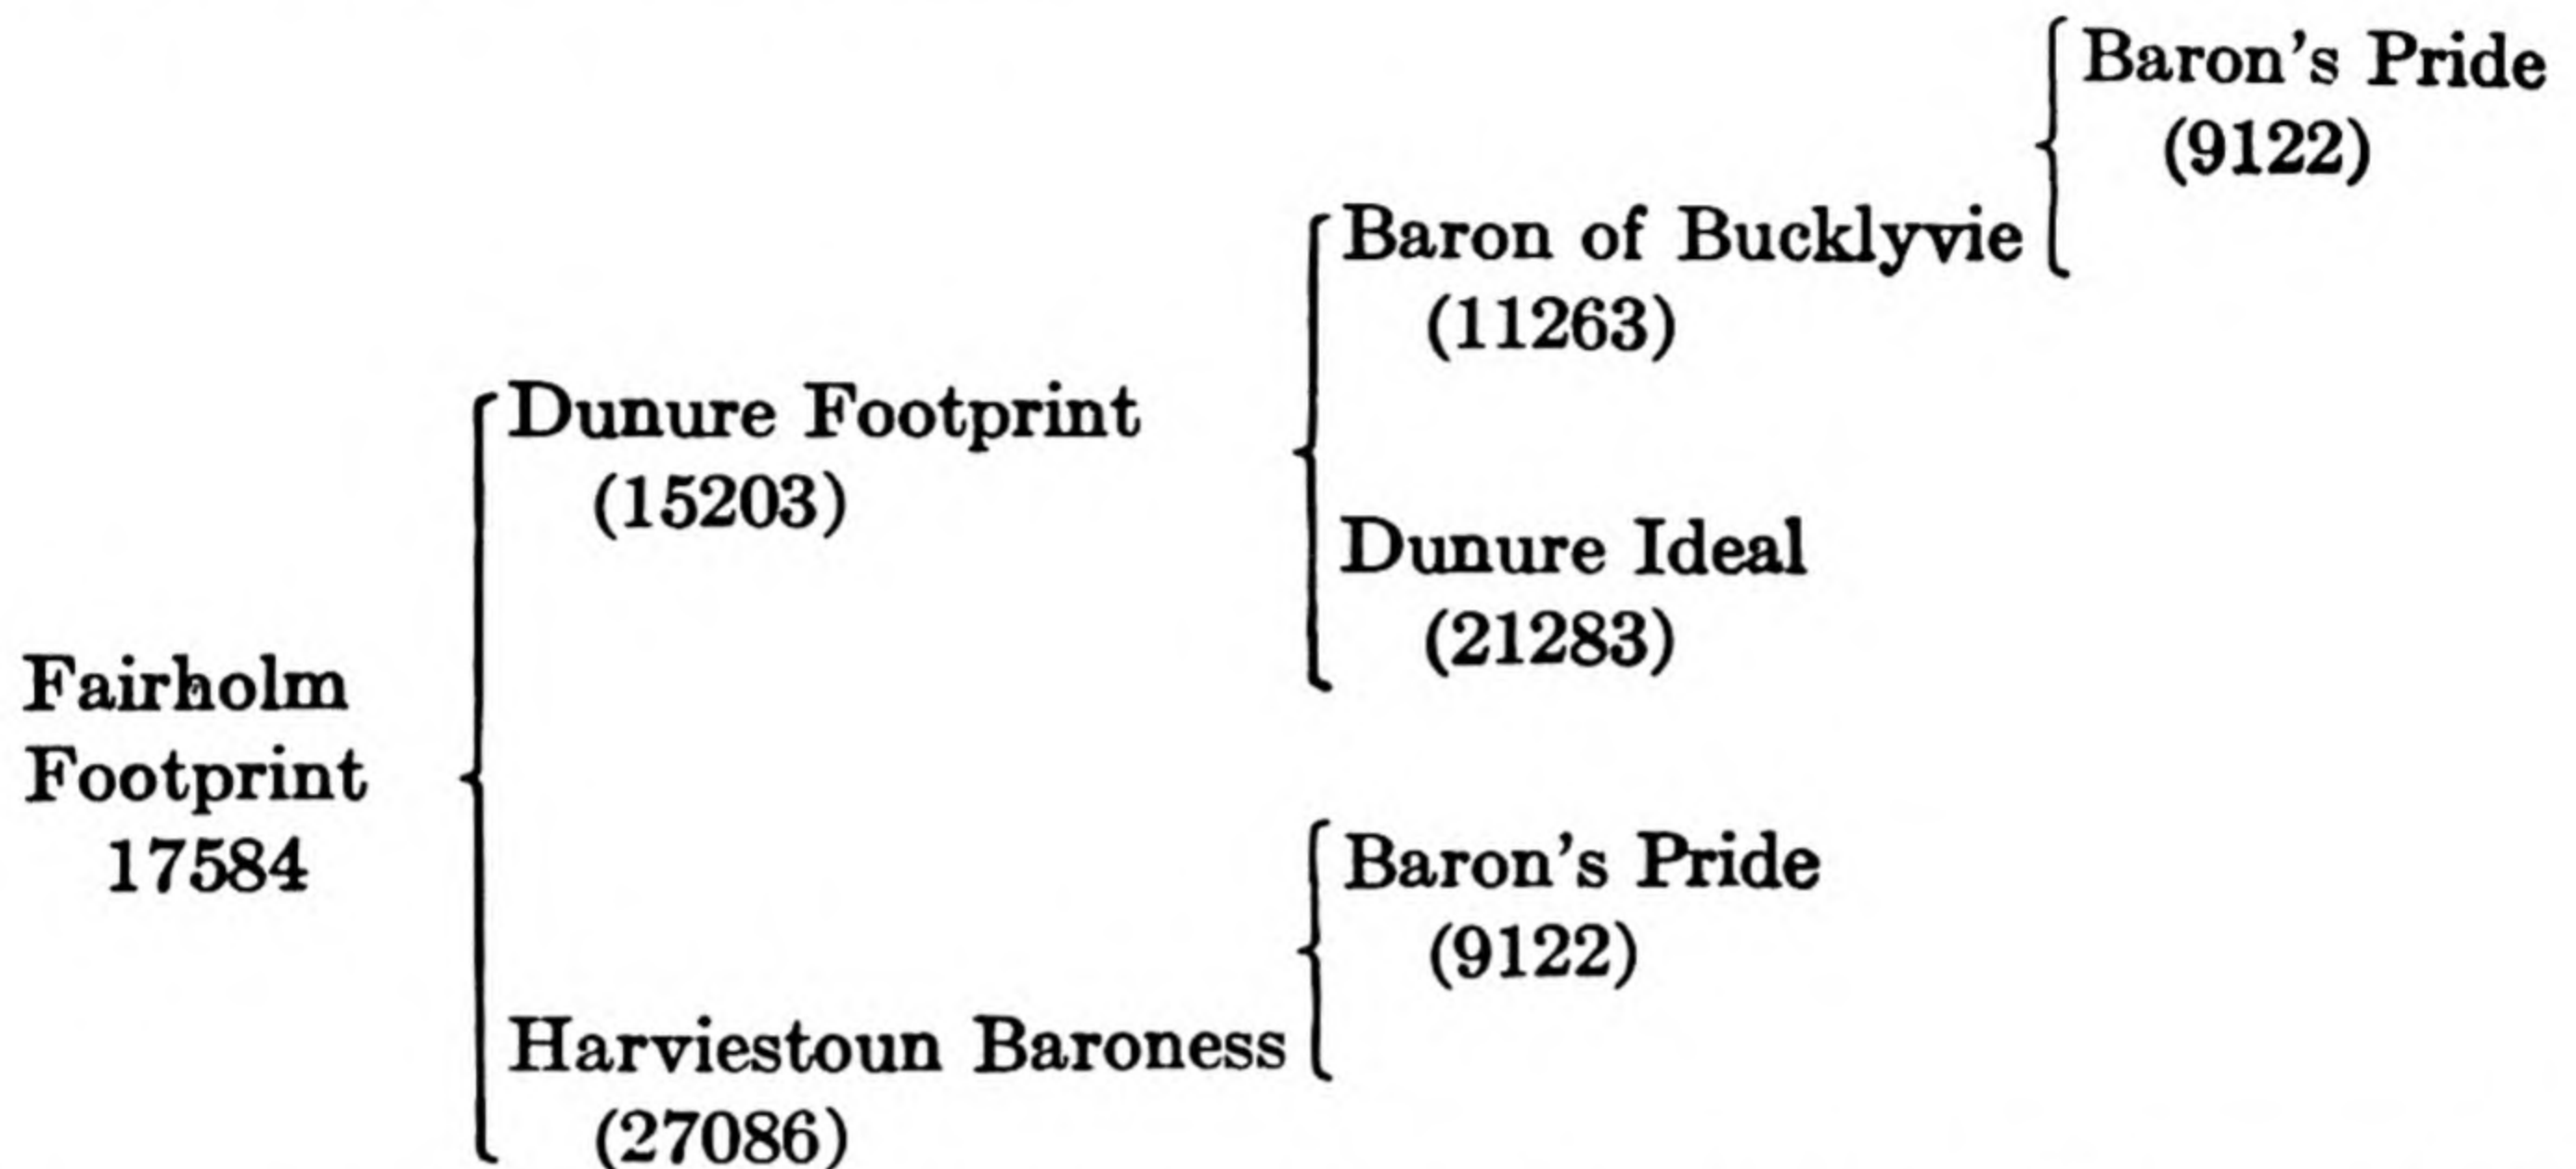 Baron's Pride
(9122)
Baron of Bucklyvie
(11263)
Dunure Footprint
(15203)
Dunure Ideal
(21283)
Fairholm
Footprint
17584
Baron's Pride
(9122)
Harviestoun Baroness
(27086)